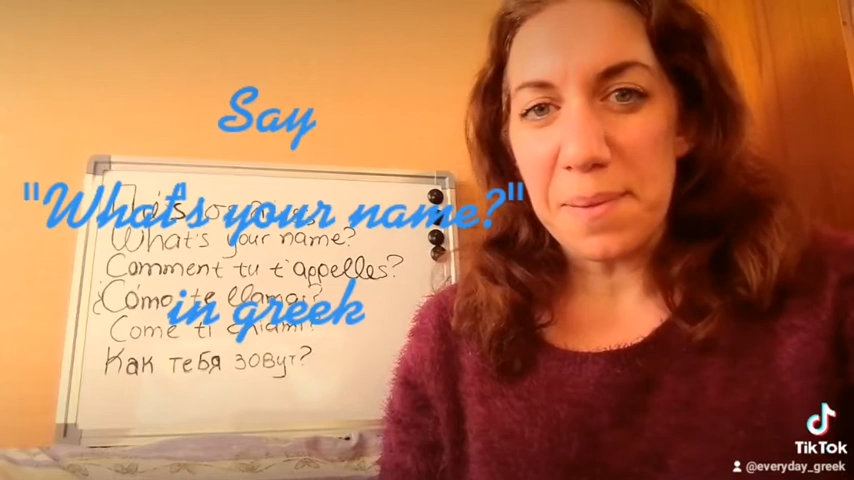 Say
"What's your name?"
in greek
What's your name?
Comment tu t'appelles?
¿Cómo te llamas?
Come ti chiami?
Как тебя зовут?
TikTok
@everyday_greek